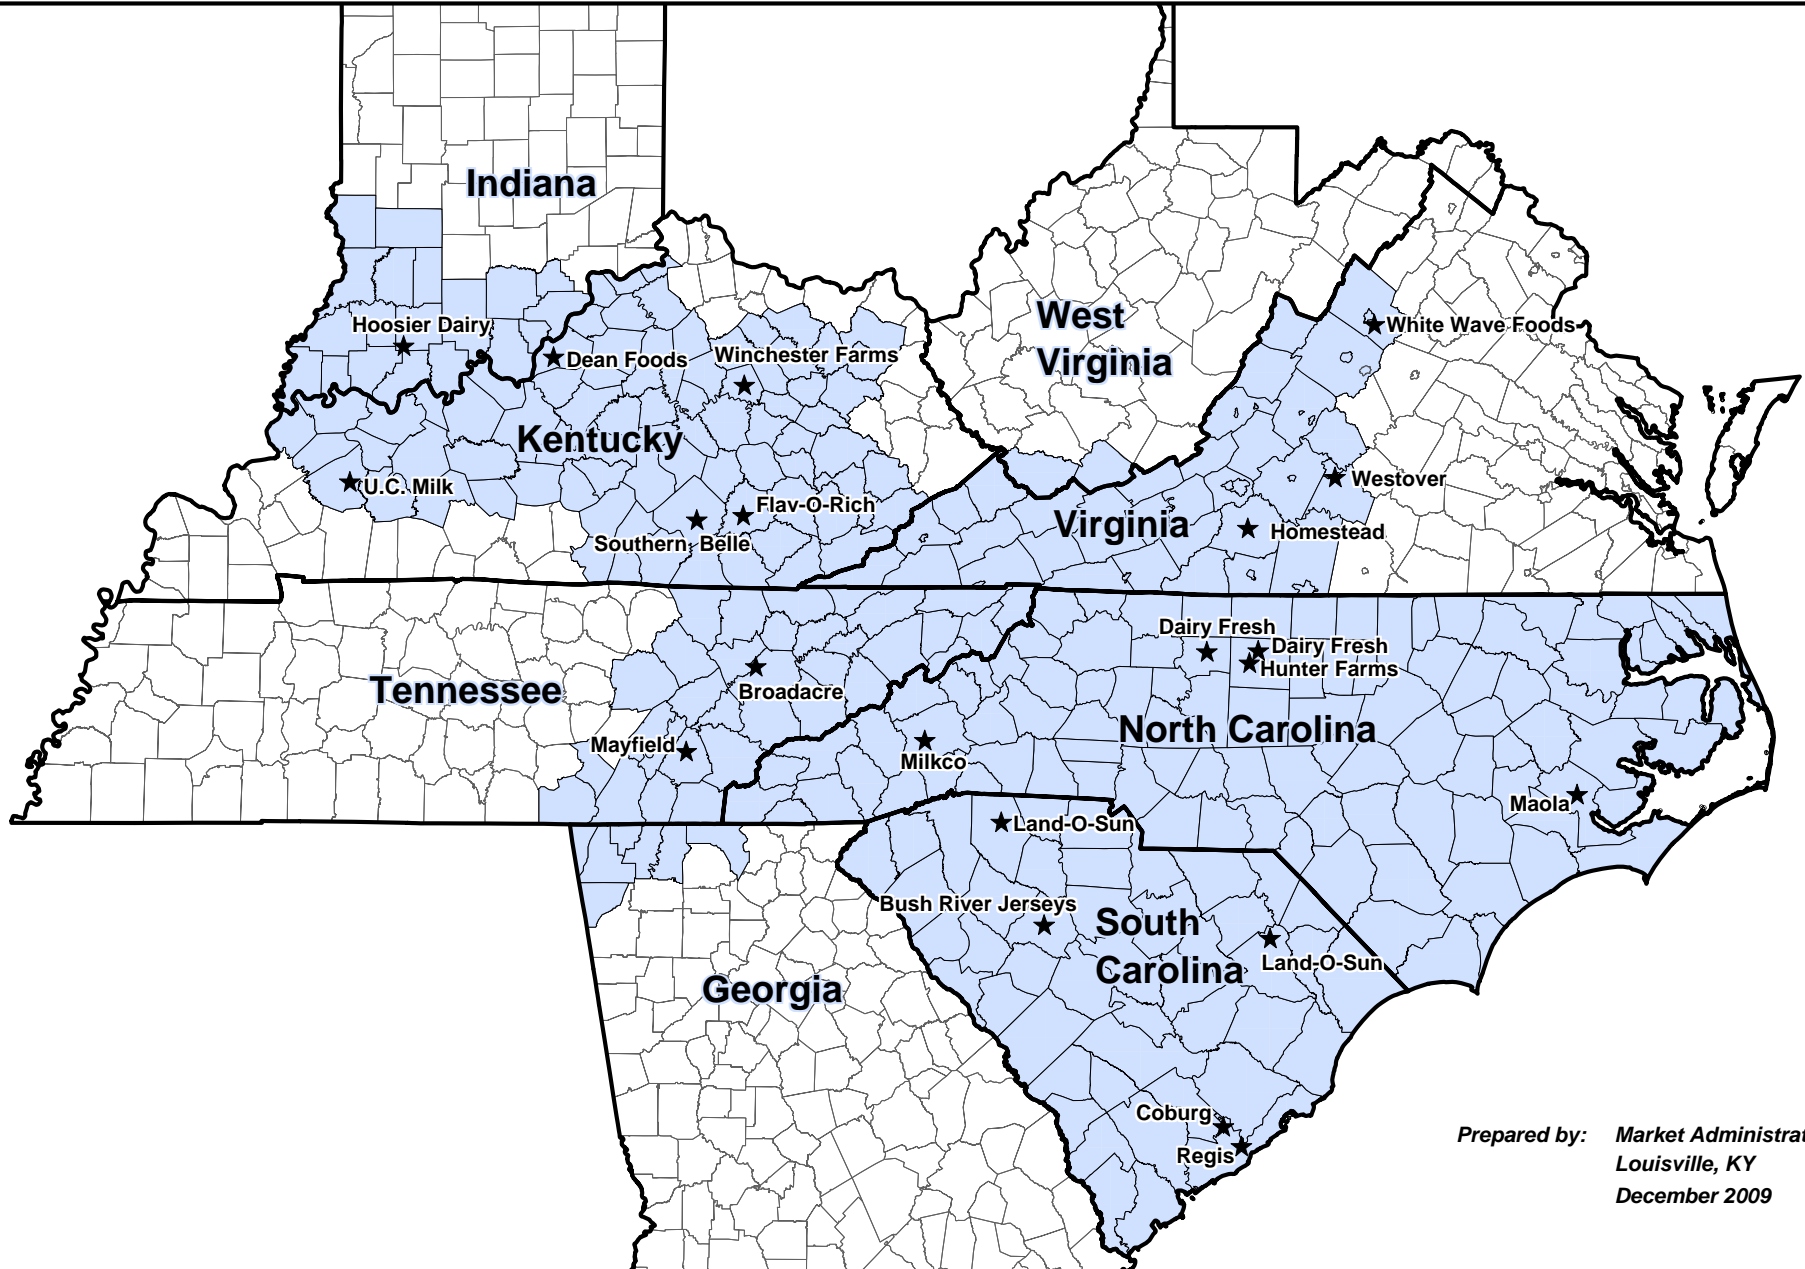 Indiana
West
Virginia
Hoosier Dairy
White Wave Foods
Dean Foods
Winchester Farms
Kentucky
U.C. Milk
Westover
Flav-O-Rich
Virginia
Homestead
Southern Belle
Dairy Fresh
Dairy Fresh
Hunter Farms
Tennessee
Broadacre
North Carolina
Mayfield
Milkco
Maola
Land-O-Sun
Bush River Jerseys
South
Carolina
Land-O-Sun
Georgia
Coburg
Regis
Prepared by: Market Administrat
Louisville, KY
December 2009